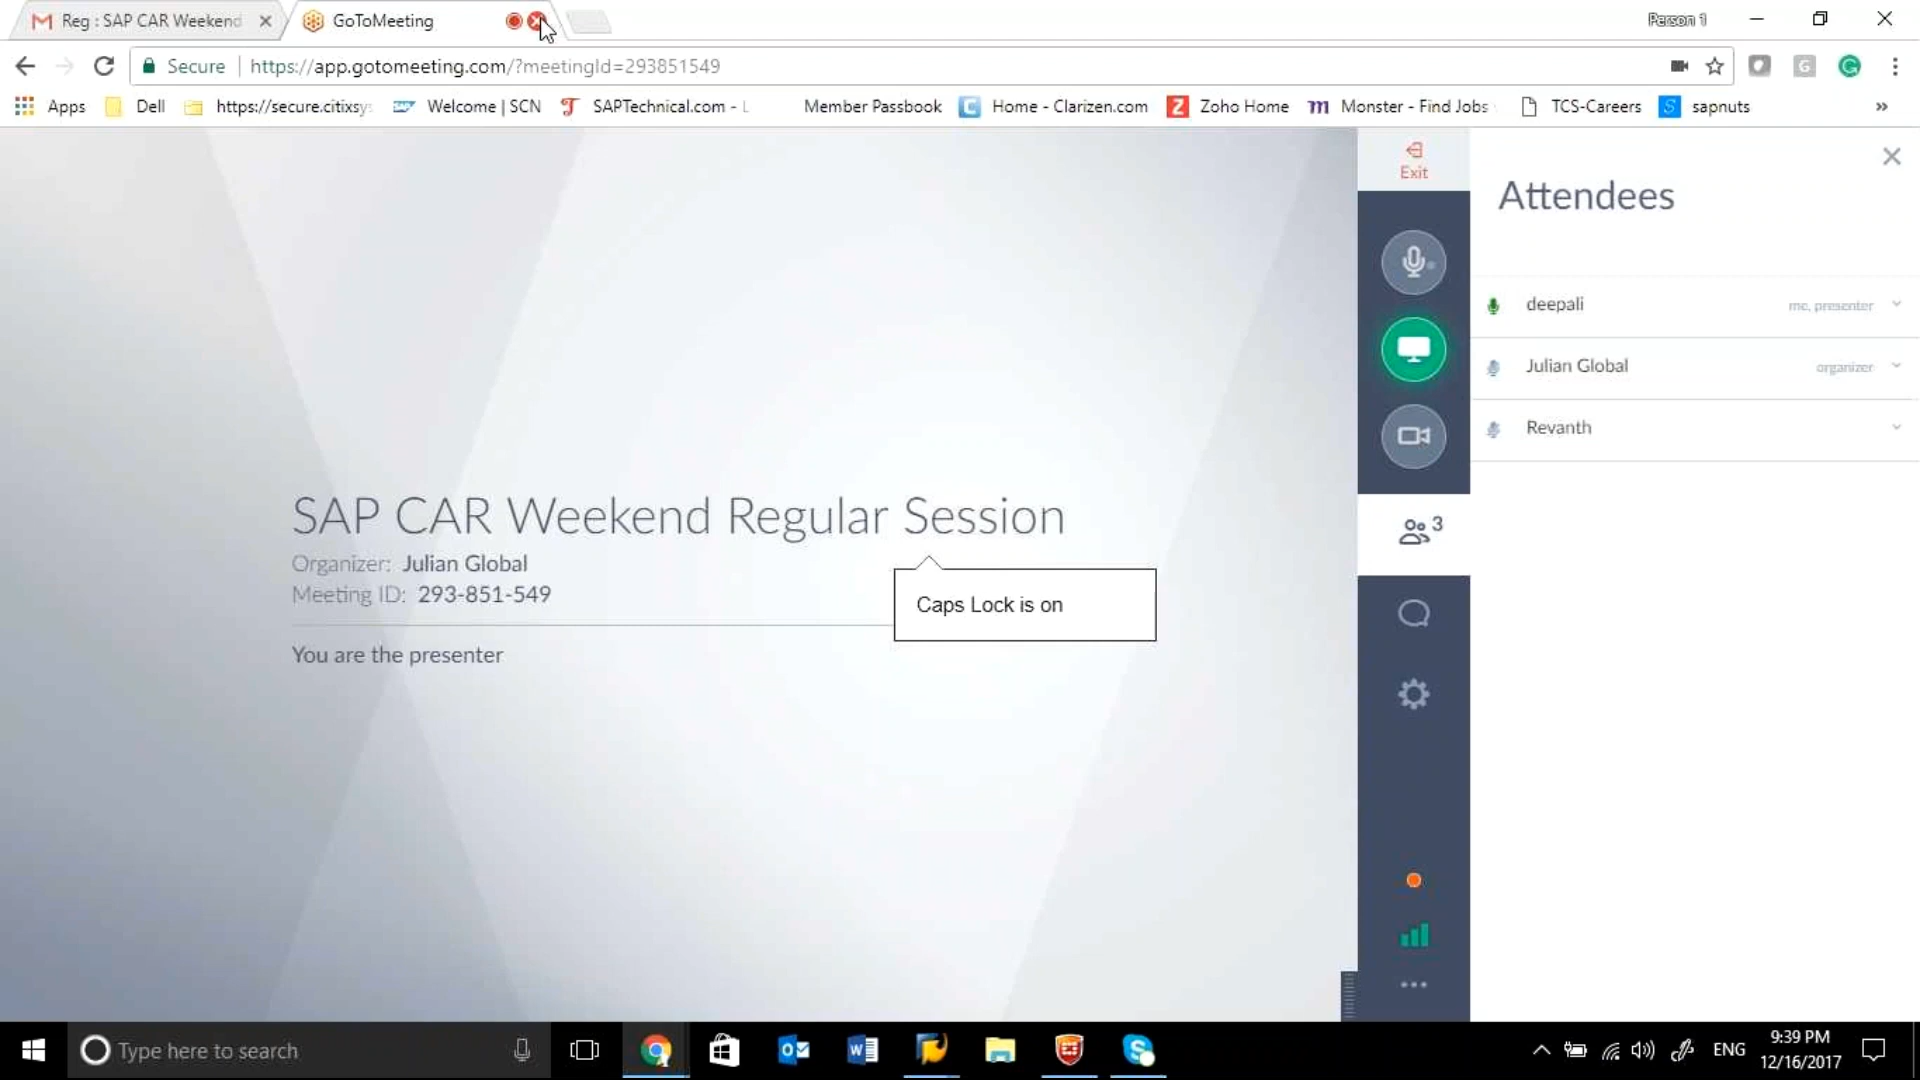 Reg : SAP CAR Weekend
GoToMeeting
Person 1
Secure
https://app.gotomeeting.com/?meetingId=293851549
Apps
Dell
https://secure.citixsys
Welcome | SCN
SAPTechnical.com - L
Member Passbook
Home - Clarizen.com
Zoho Home
Monster - Find Jobs
TCS-Careers
sapnuts
»
Exit
Attendees
deepali
mc, presenter
Julian Global
organizer
Revanth
3
SAP CAR Weekend Regular Session
Organizer: Julian Global
Meeting ID: 293-851-549
Caps Lock is on
You are the presenter
Type here to search
ENG
9:39 PM
12/16/2017